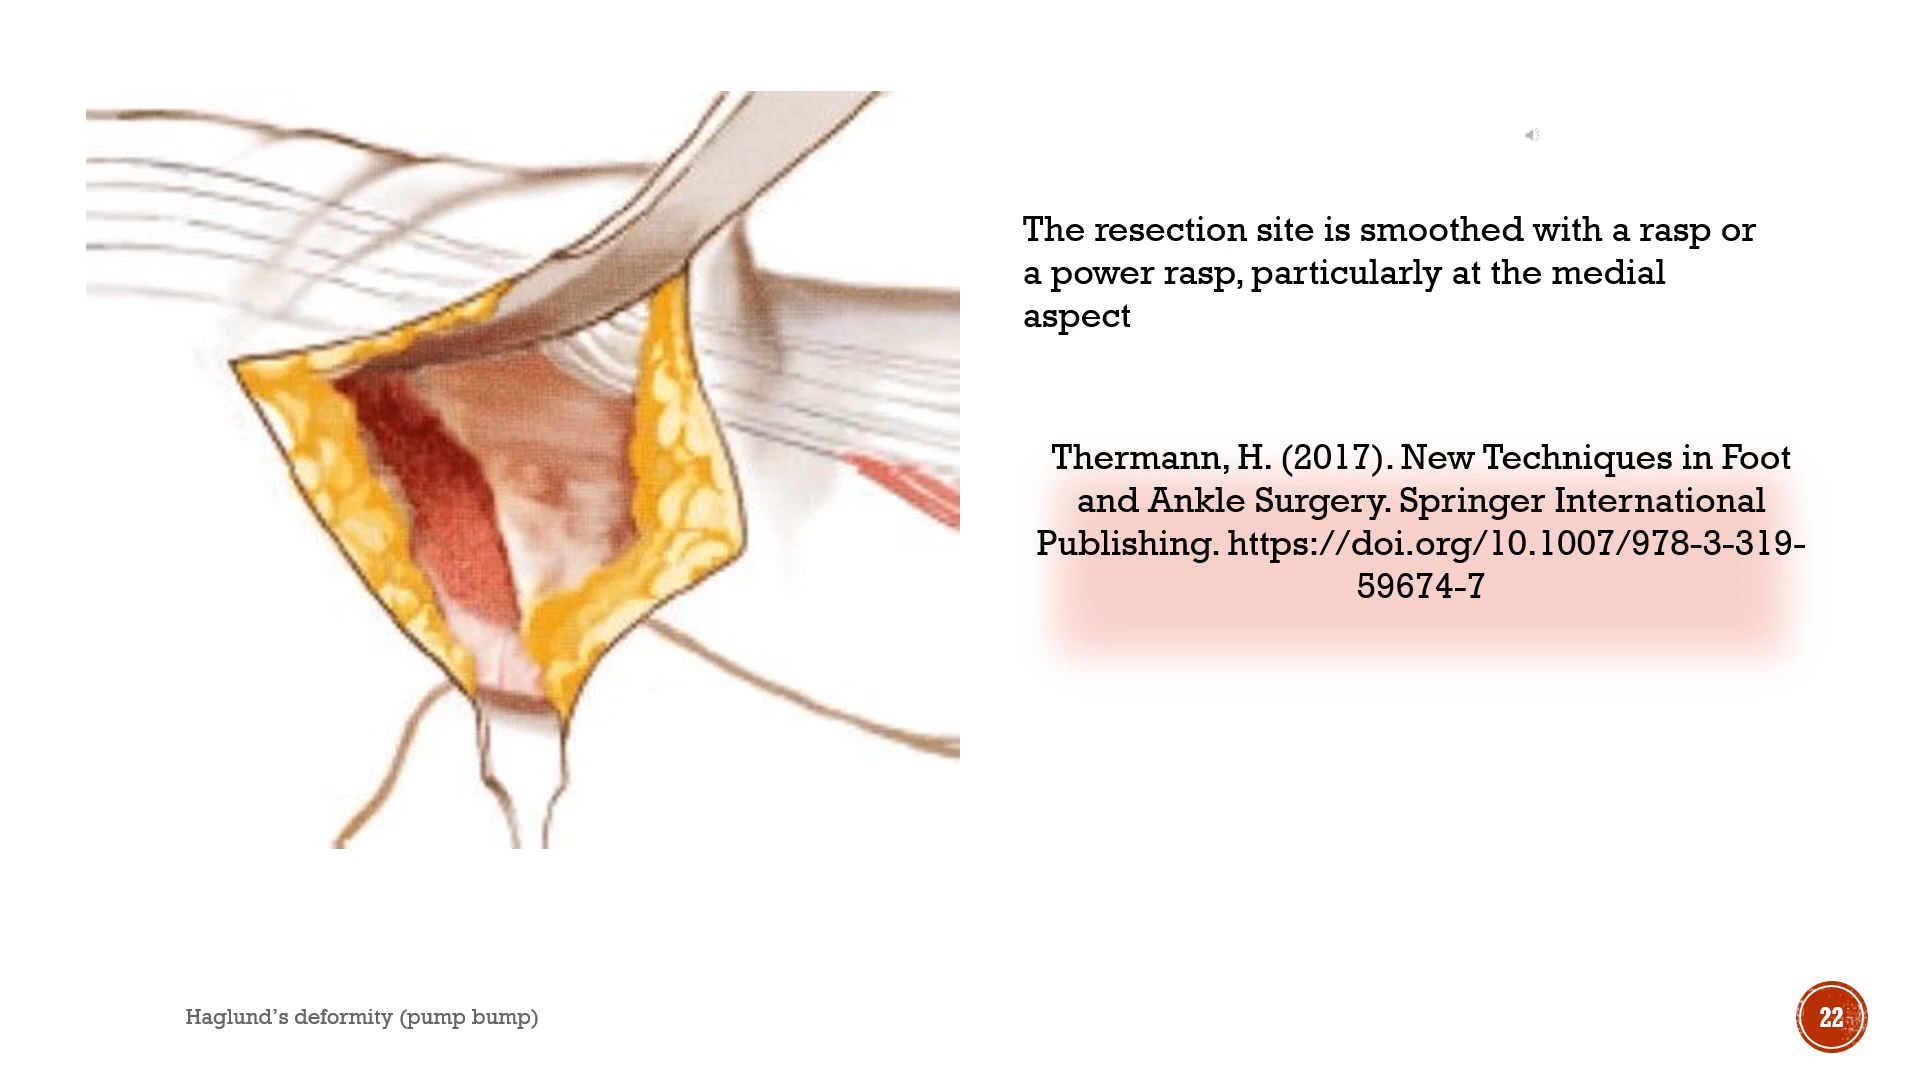 The resection site is smoothed with a rasp or
a power rasp, particularly at the medial
aspect
Thermann, H. (2017). New Techniques in Foot
and Ankle Surgery. Springer International
Publishing. https://doi.org/10.1007/978-3-319-
59674-7
Haglund’s deformity (pump bump)
22